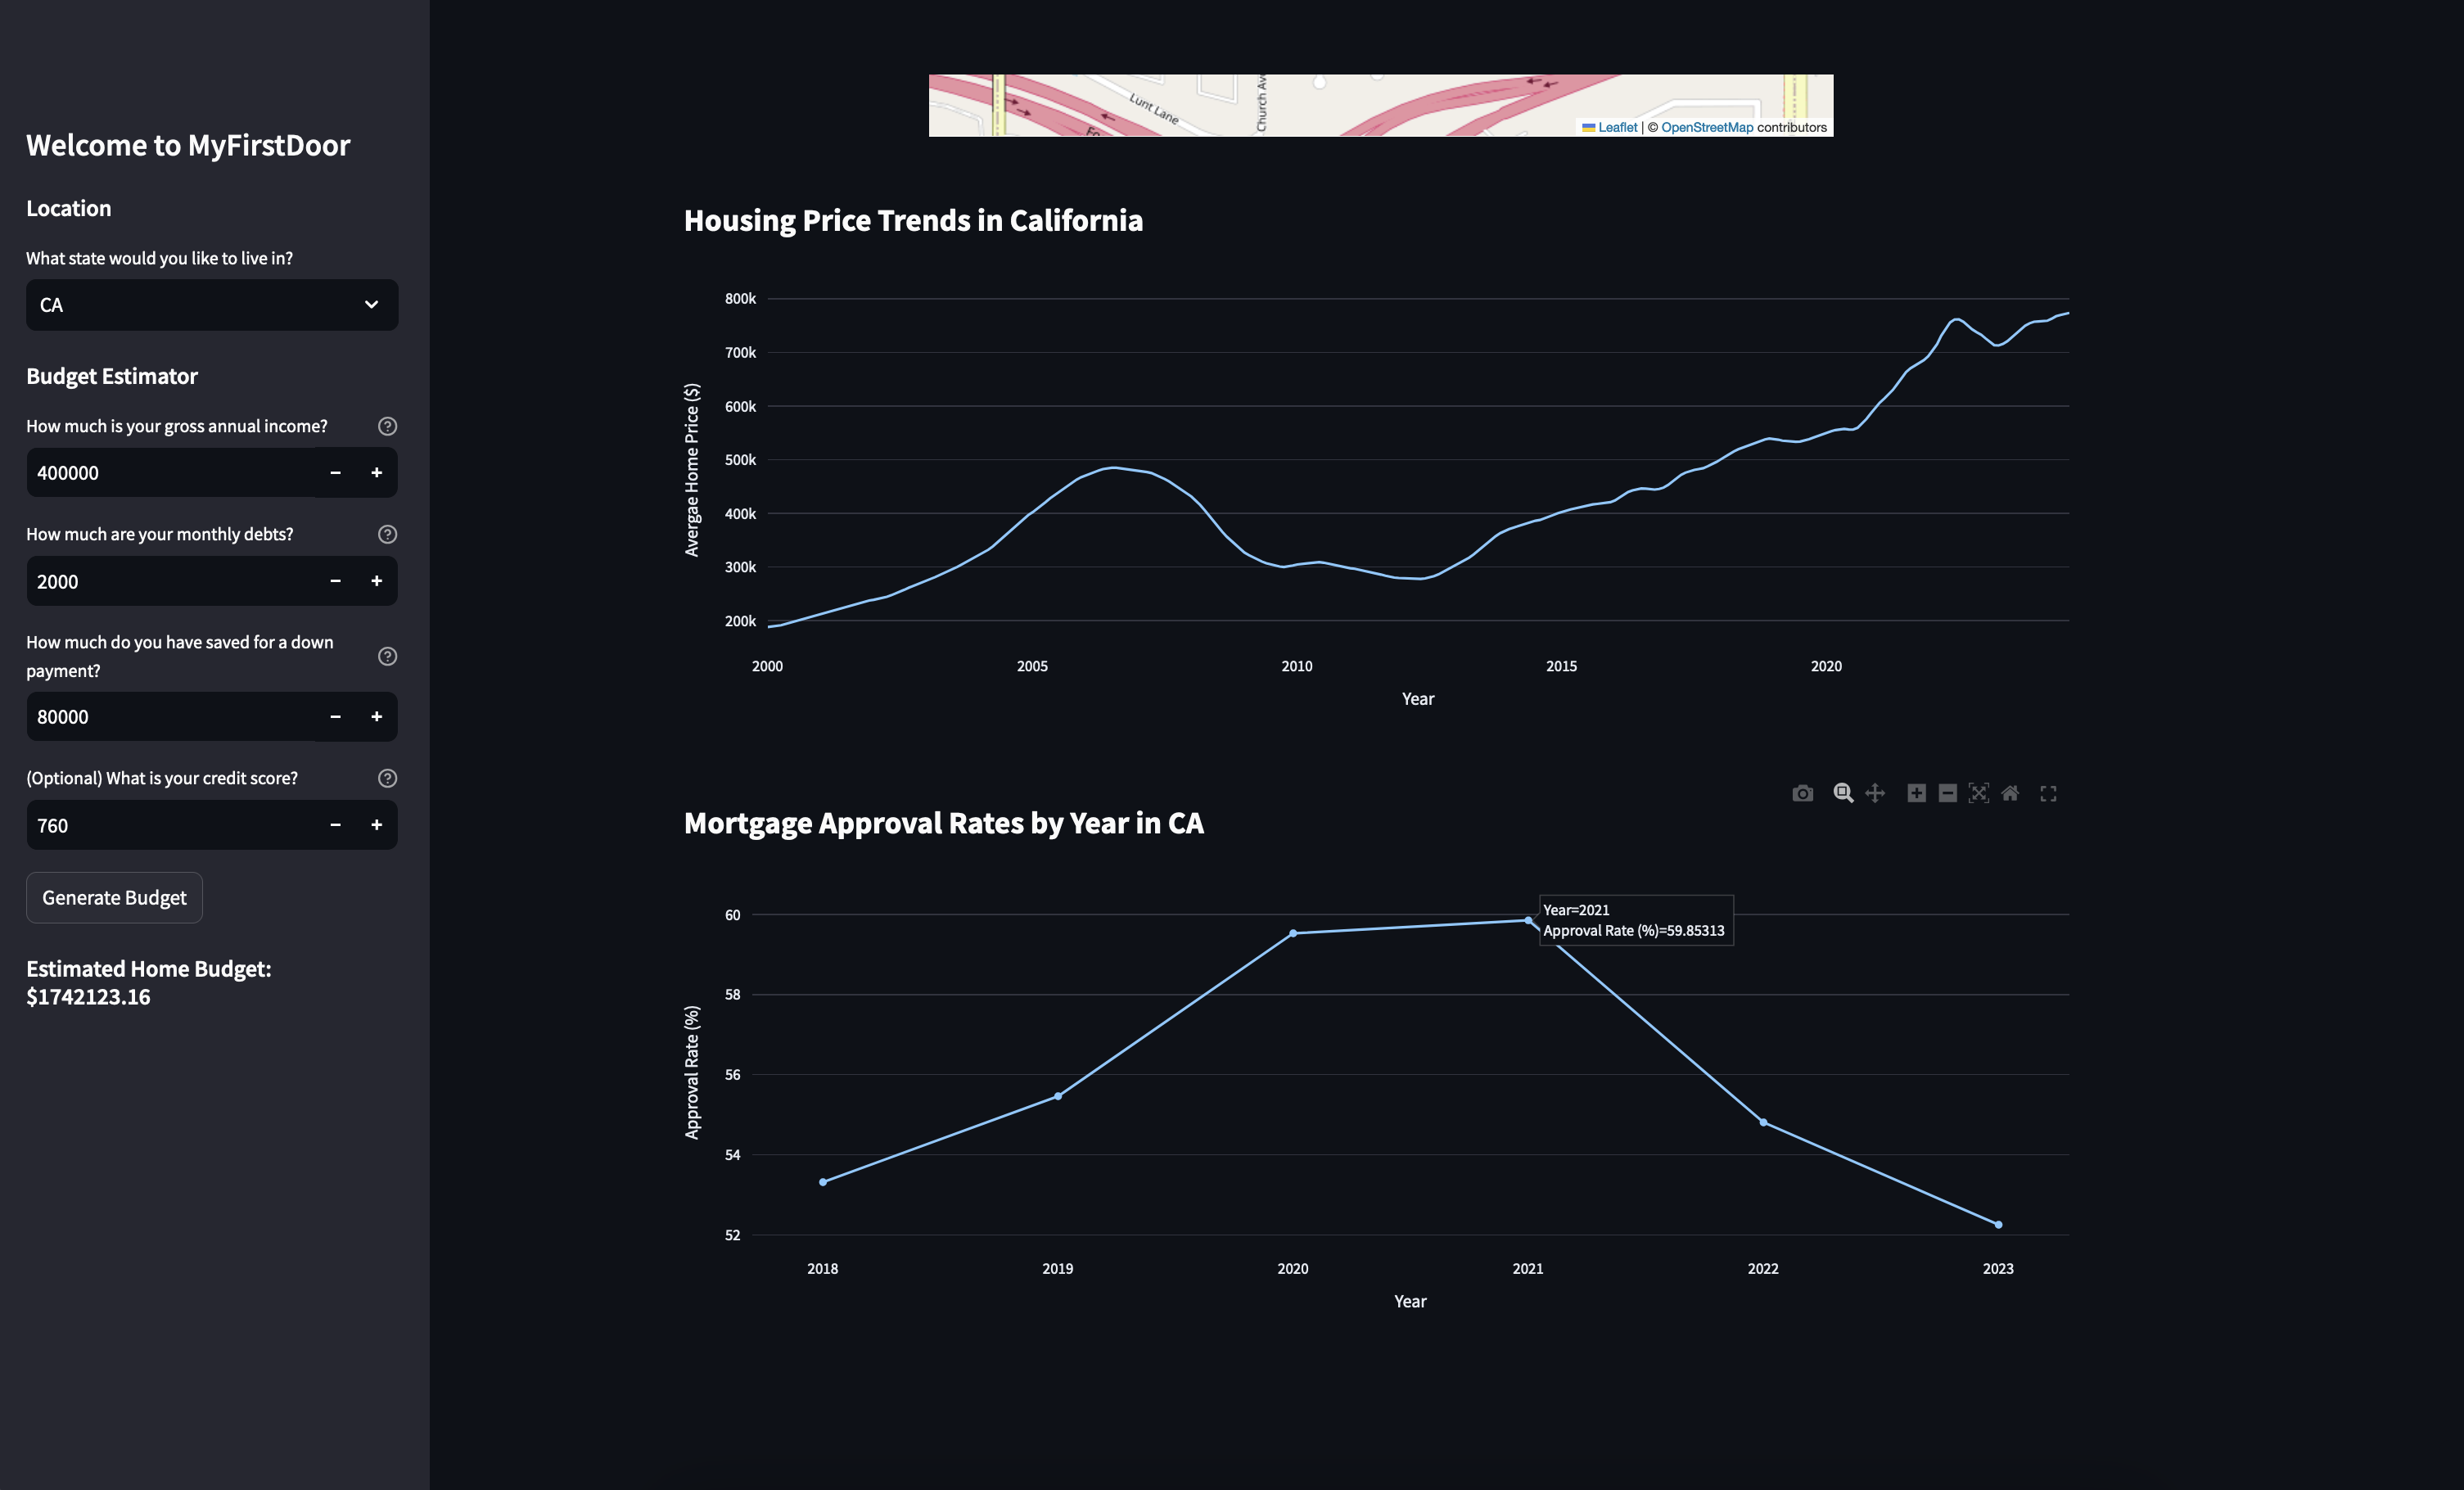 Welcome to MyFirstDoor
Location
What state would you like to live in?
CA
Budget Estimator
How much is your gross annual income?
400000
How much are your monthly debts?
2000
How much do you have saved for a down
payment?
80000
(Optional) What is your credit score?
760
Generate Budget
Estimated Home Budget:
$1742123.16
Lunt Lane
Church Ave
Leaflet | © OpenStreetMap contributors
Housing Price Trends in California
Avergae Home Price ($)
800k
700k
600k
500k
400k
300k
200k
2000 2005 2010 2015 2020
Year
Mortgage Approval Rates by Year in CA
Approval Rate (%)
60
58
56
54
52
Year=2021
Approval Rate (%)=59.85313
2018 2019 2020 2021 2022 2023
Year